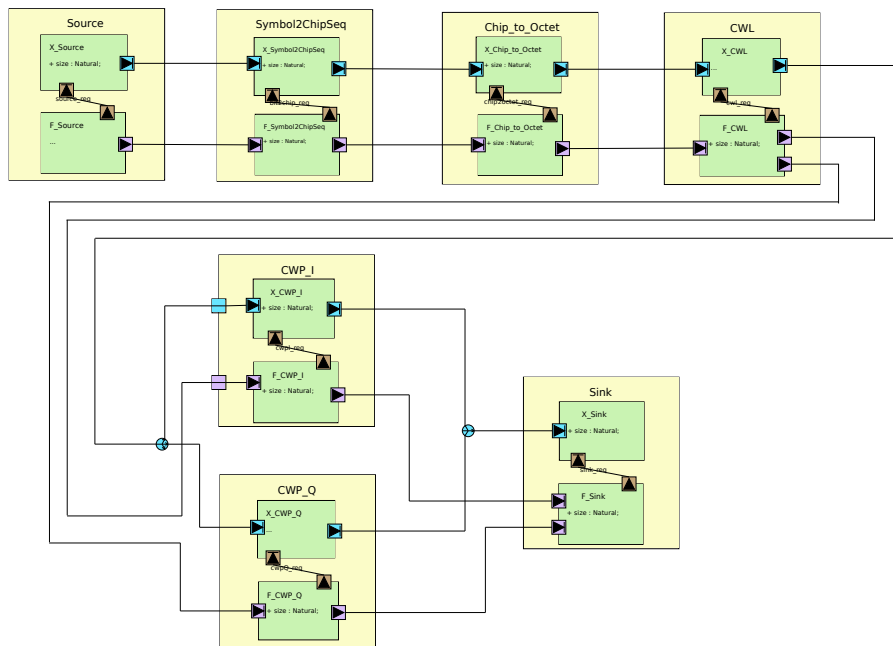 Source
X_Source
+ size : Natural;
source_req
F_Source
...
Symbol2ChipSeq
X_Symbol2ChipSeq
+ size : Natural;
F_Symbol2ChipSeq
+ size : Natural;
Chip_to_Octet
X_Chip_to_Octet
+ size : Natural;
chip2octet_req
F_Chip_to_Octet
+ size : Natural;
CWL
X_CWL
...
cwl_req
F_CWL
+ size : Natural;
CWP_I
X_CWP_I
+ size : Natural;
cwpI_req
F_CWP_I
+ size : Natural;
CWP_Q
X_CWP_Q
...
cwpQ_req
F_CWP_Q
+ size : Natural;
Sink
X_Sink
+ size : Natural;
sink_req
F_Sink
+ size : Natural;